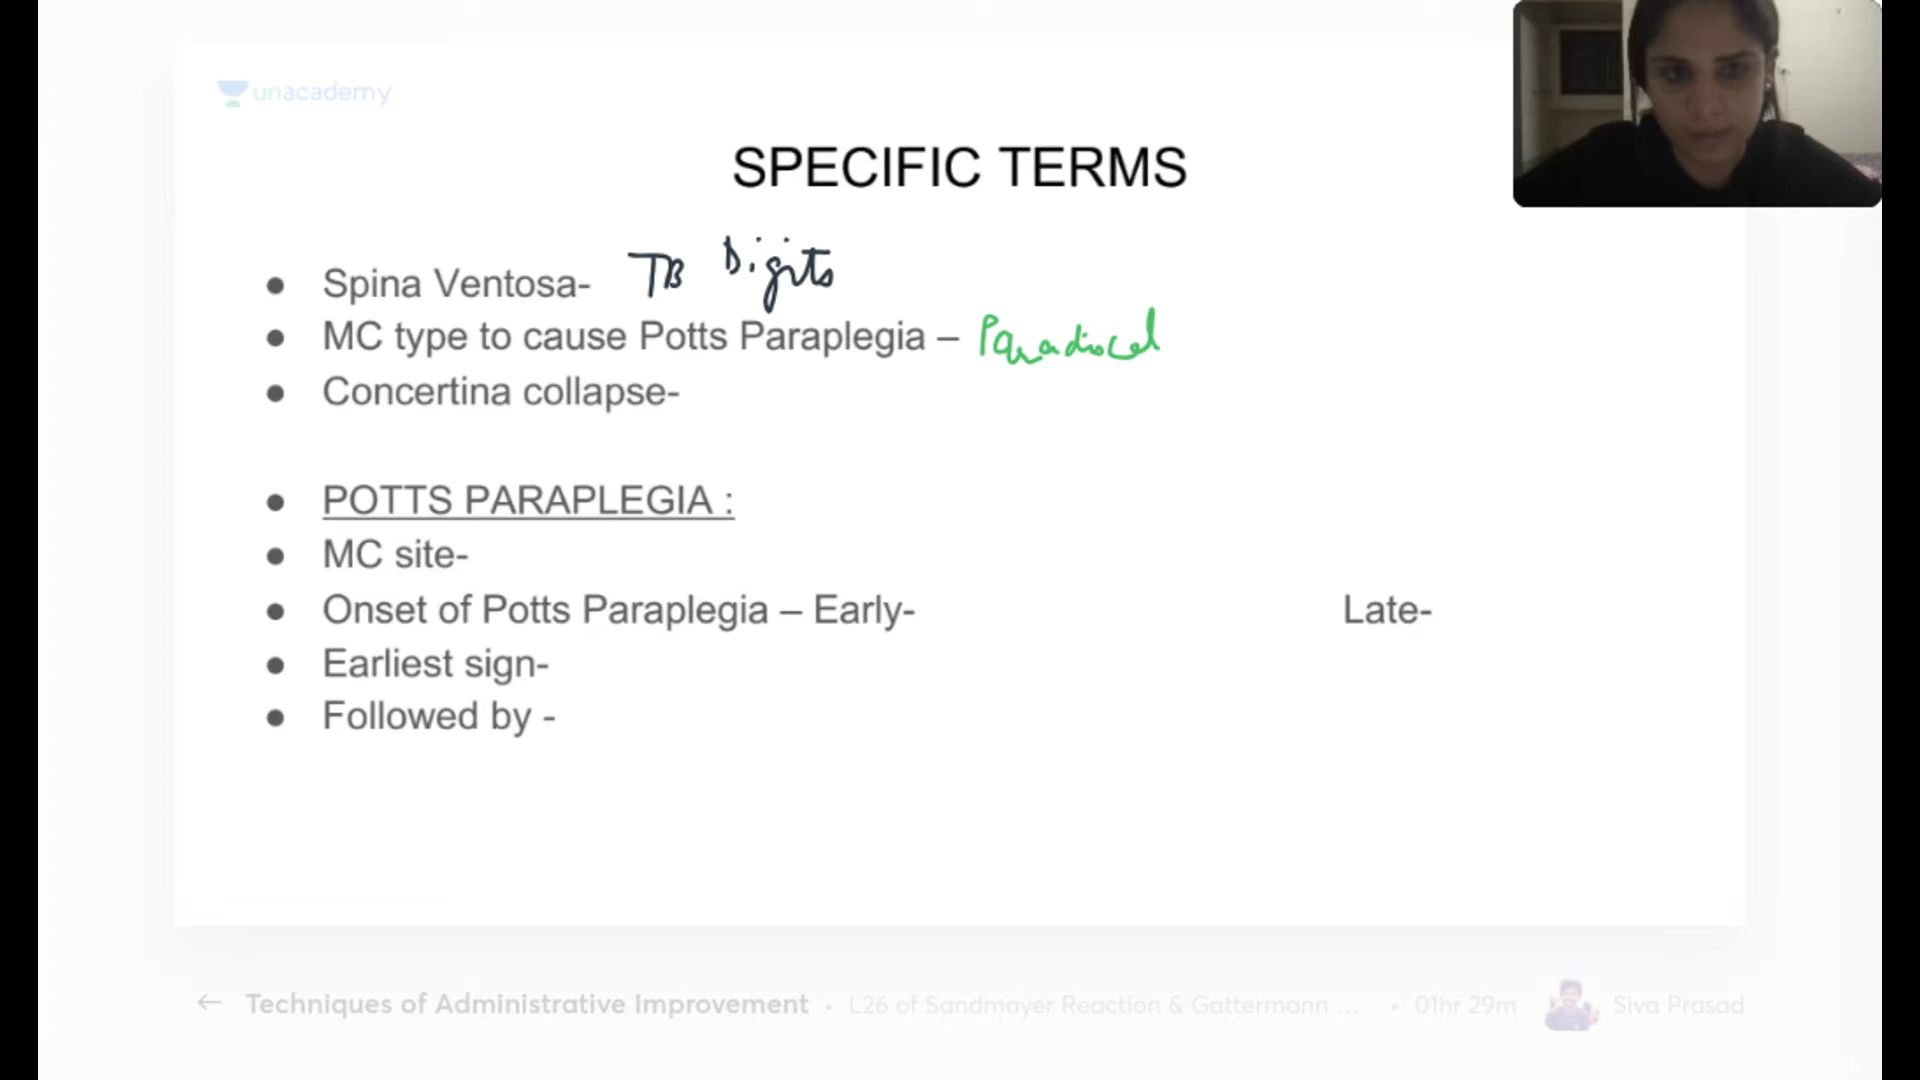 unacademy
SPECIFIC TERMS
● Spina Ventosa- TB Digits
● MC type to cause Potts Paraplegia – Paradiscal
● Concertina collapse-
● POTTS PARAPLEGIA :
● MC site-
● Onset of Potts Paraplegia – Early- Late-
● Earliest sign-
● Followed by -
← Techniques of Administrative Improvement • L26 of Sandmayer Reaction & Gattermann ... • 01hr 29m Siva Prasad